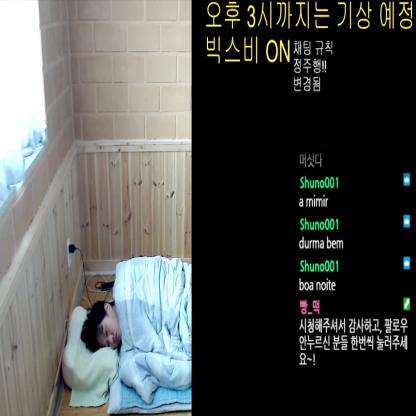 오후 3시까지는 기상 예정
빅스비 ON
채팅 규칙
정주행!!
변경됨
머싯다
Shuno001
a mimir
Shuno001
durma bem
Shuno001
boa noite
빵_떡
시청해주셔서 감사하고, 팔로우
안누르신 분들 한번씩 눌러주세
요~!